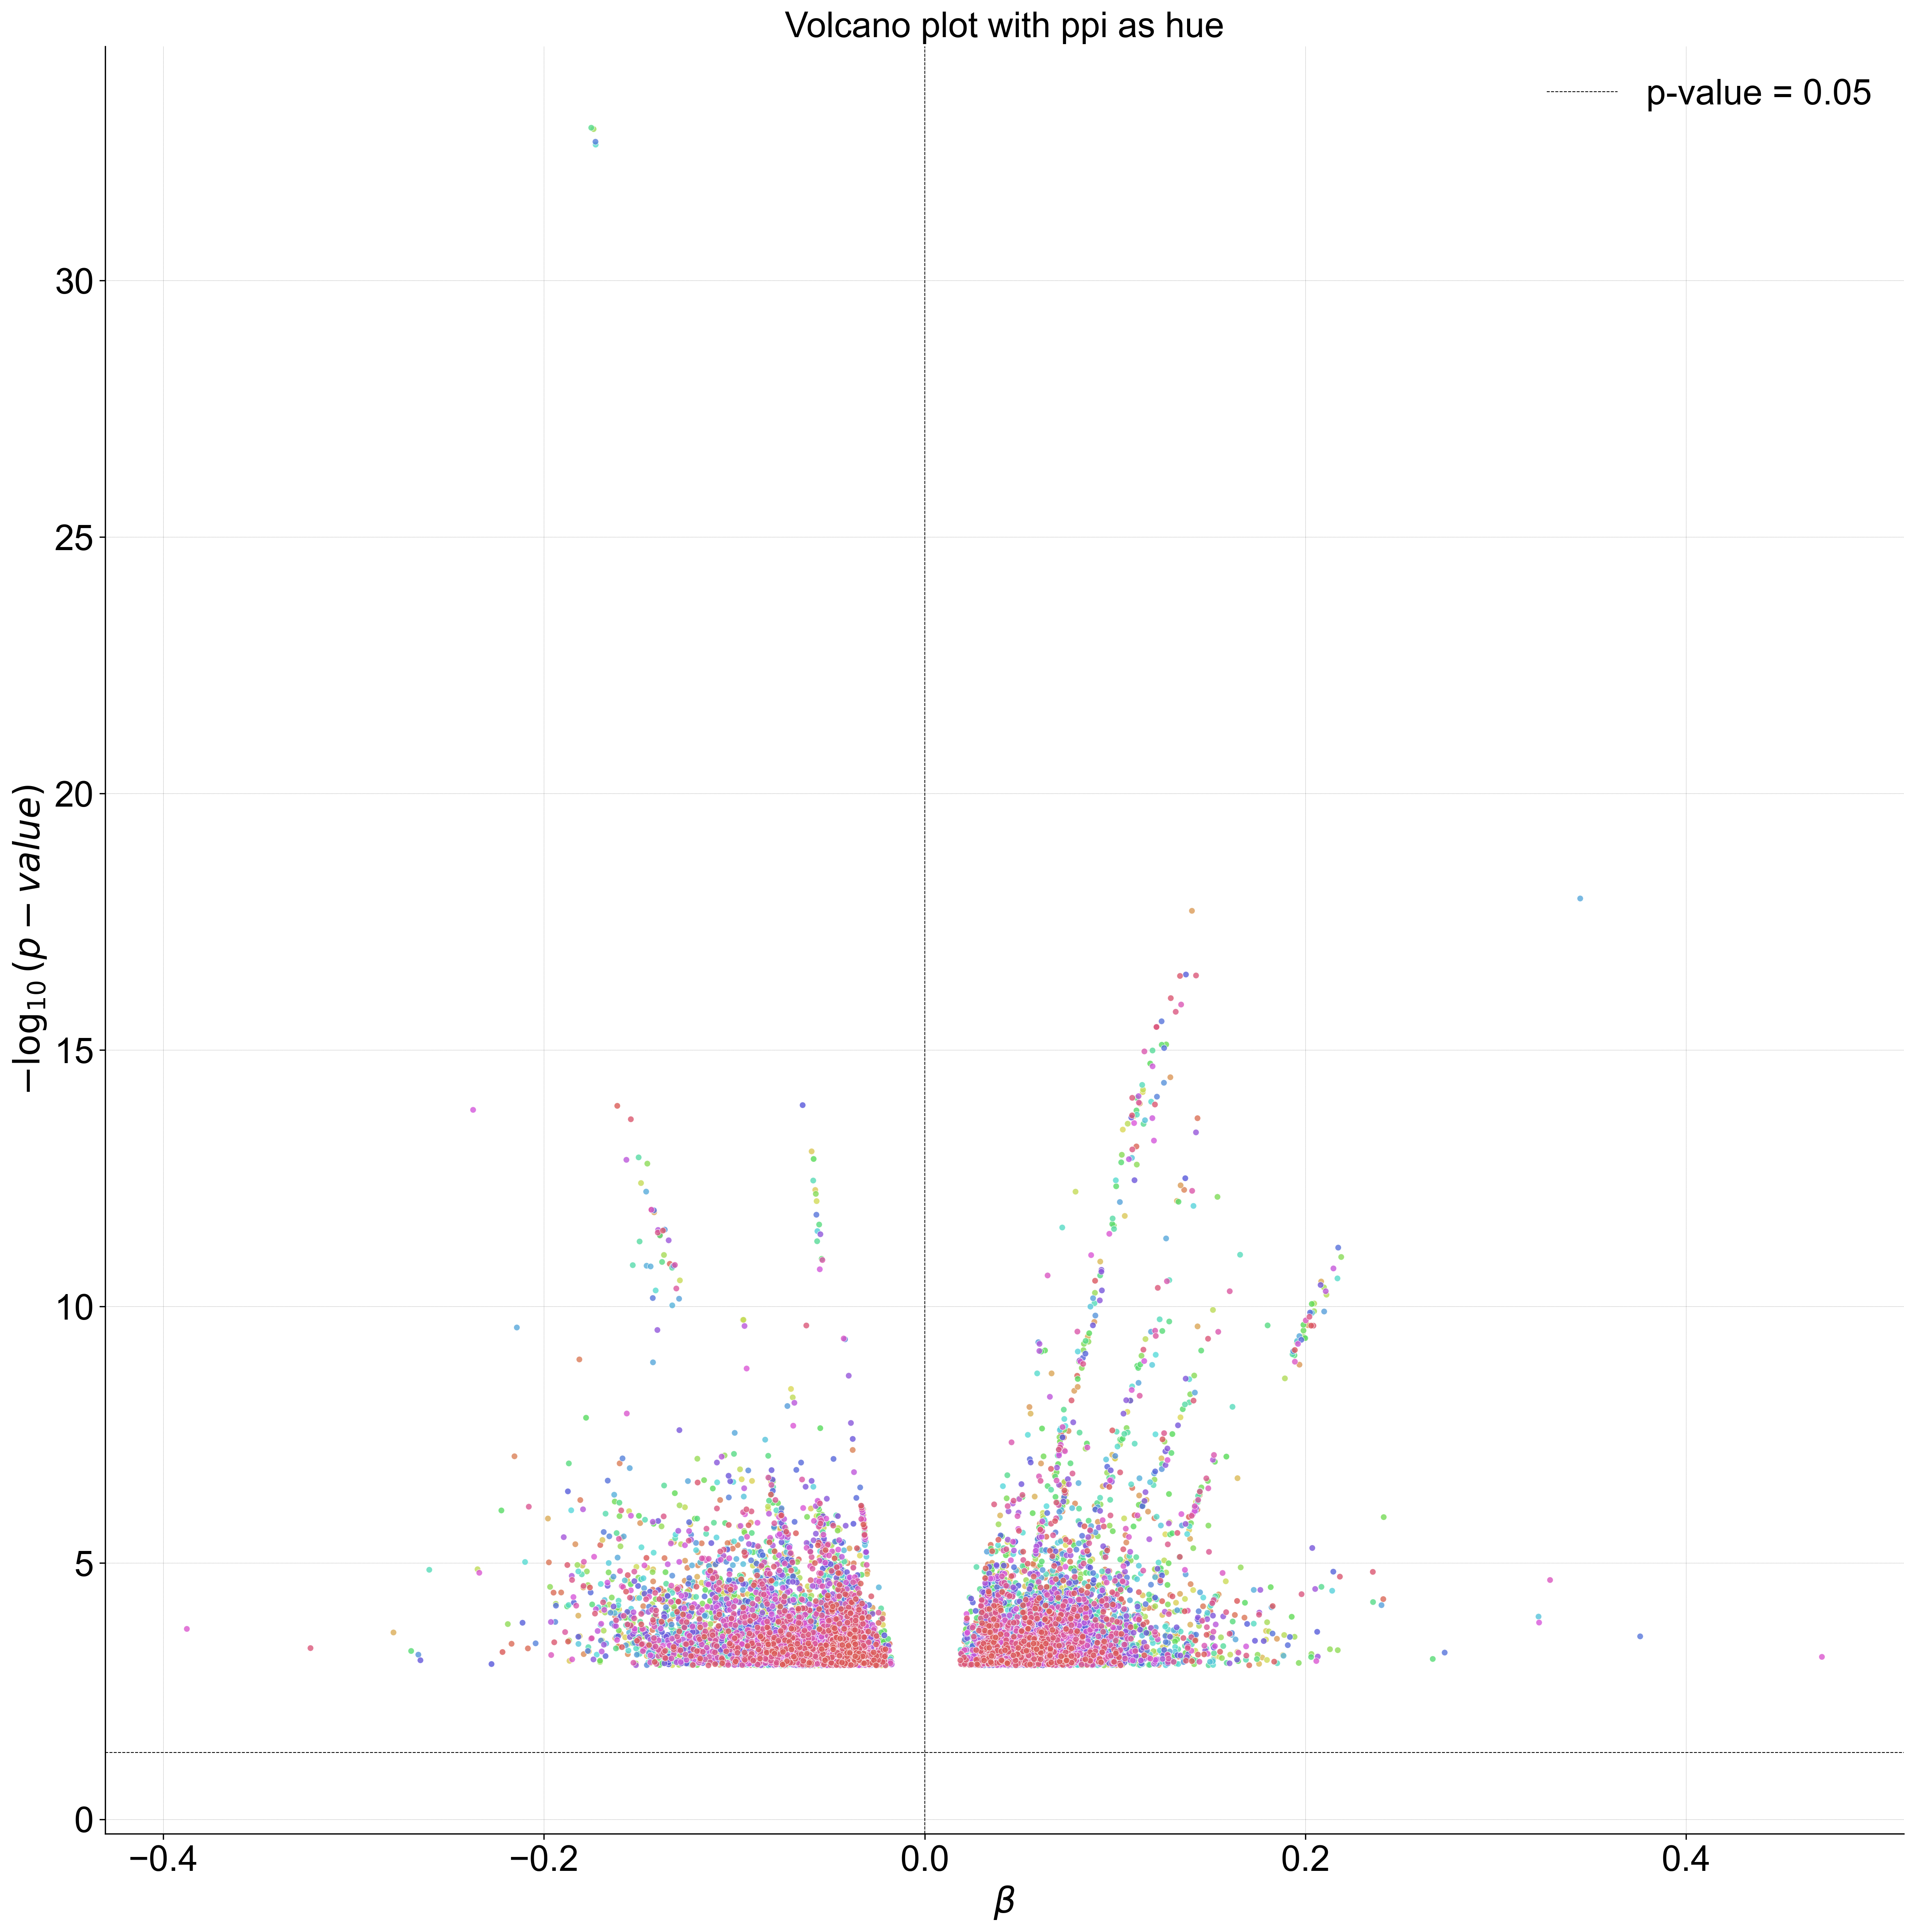 Volcano plot with ppi as hue
p-value = 0.05
30
25
20
15
10
5
0
−log₁₀ (p − value)
−0.4 −0.2 0.0 0.2 0.4
β